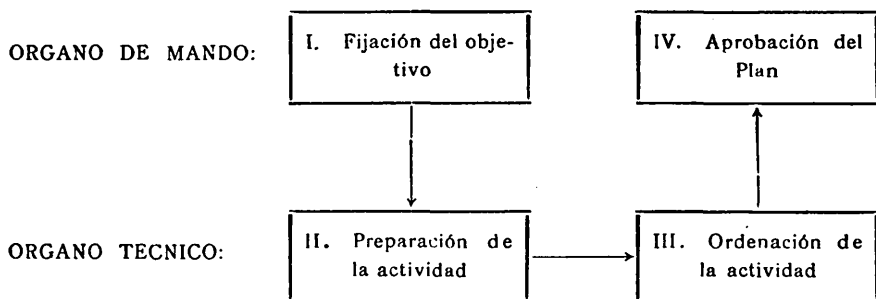 ORGANO DE MANDO:
I. Fijación del obje-
tivo
IV. Aprobación del
Plan
ORGANO TECNICO:
II. Preparación de
la actividad
III. Ordenación de
la actividad